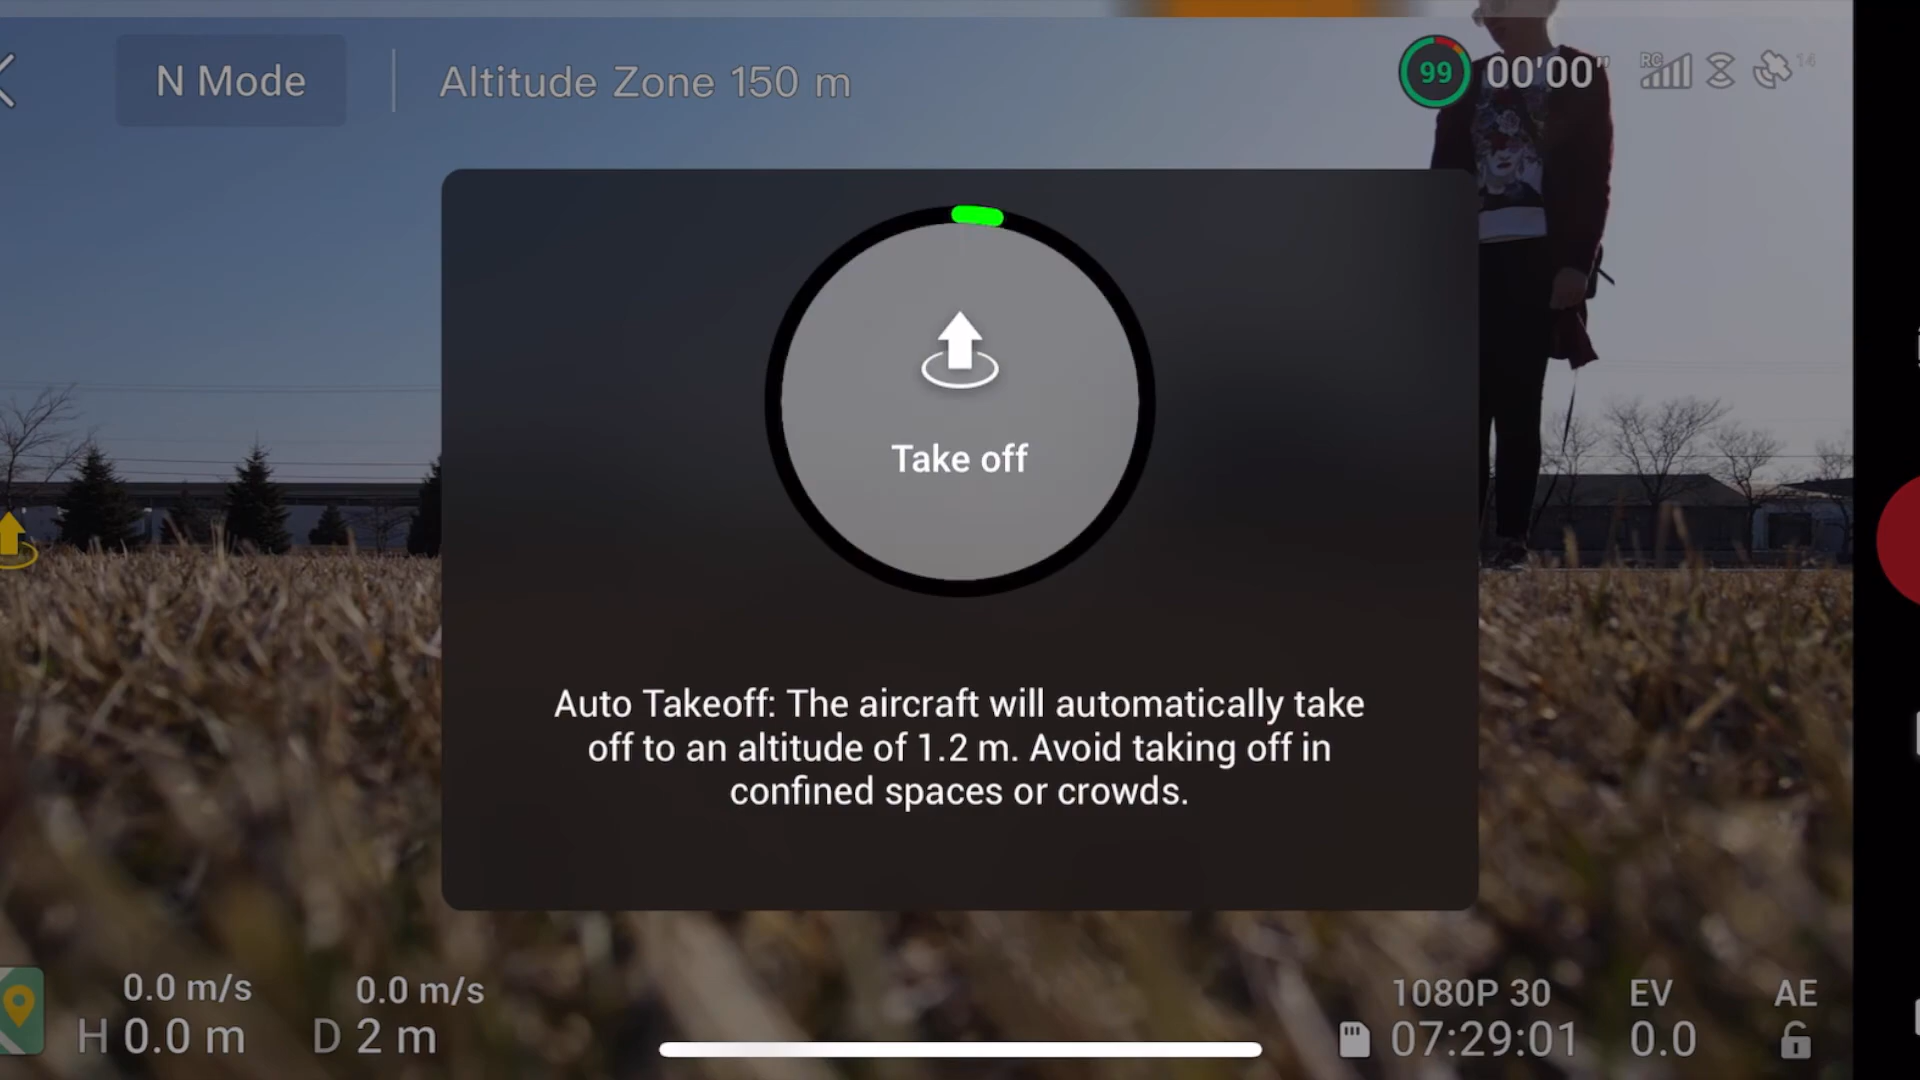 N Mode
Altitude Zone 150 m
99
00'00"
RC
14
Take off
Auto Takeoff: The aircraft will automatically take
off to an altitude of 1.2 m. Avoid taking off in
confined spaces or crowds.
0.0 m/s
0.0 m/s
H 0.0 m
D 2 m
1080P 30
EV
AE
07:29:01
0.0